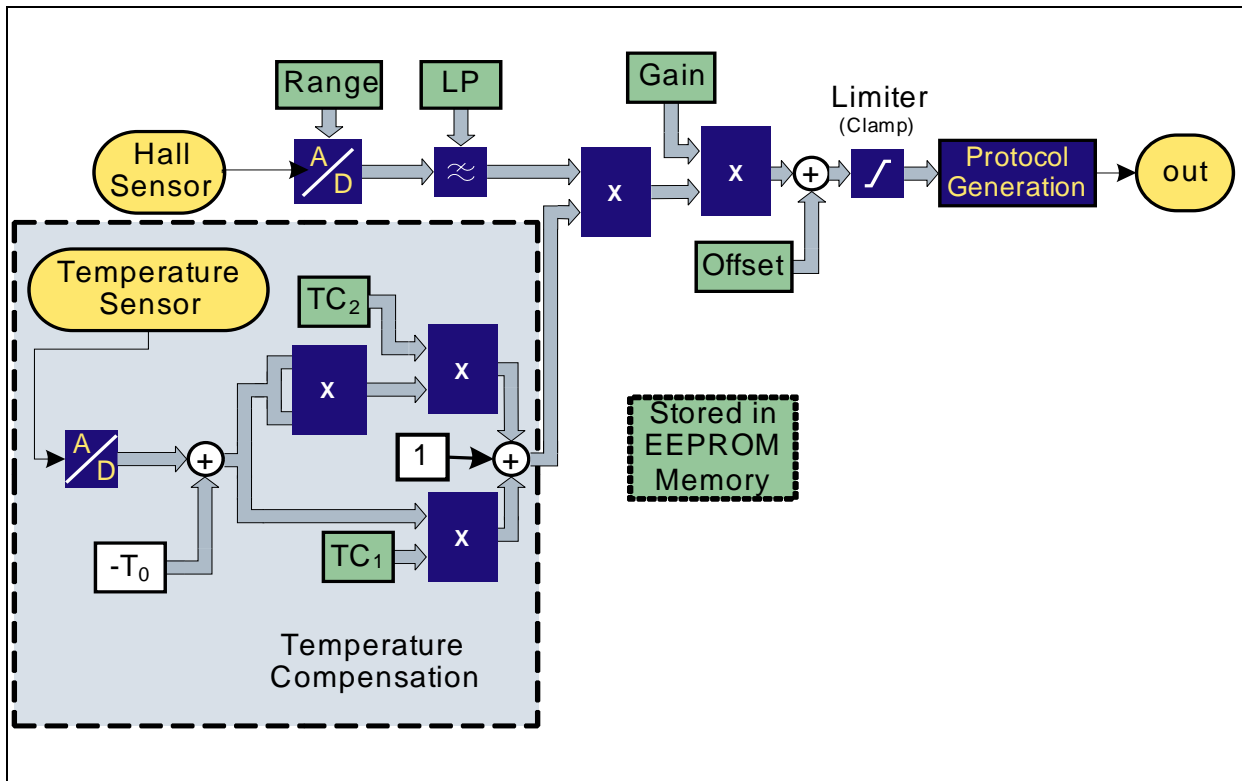 Range
LP
Gain
Limiter
(Clamp)
Hall
Sensor
A
D
X
X
Protocol
Generation
out
+
Offset
Temperature
Sensor
TC₂
X
X
Stored in
EEPROM
Memory
A
D
+
1
+
X
TC₁
-T₀
Temperature
Compensation